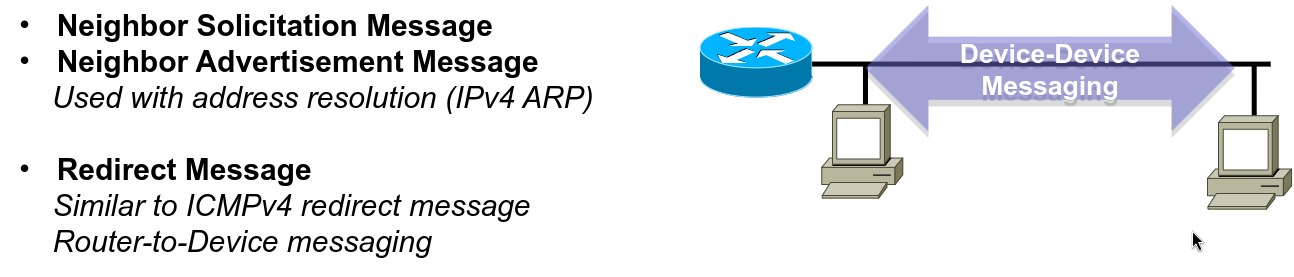 • Neighbor Solicitation Message
• Neighbor Advertisement Message
Used with address resolution (IPv4 ARP)
• Redirect Message
Similar to ICMPv4 redirect message
Router-to-Device messaging
Device-Device
Messaging